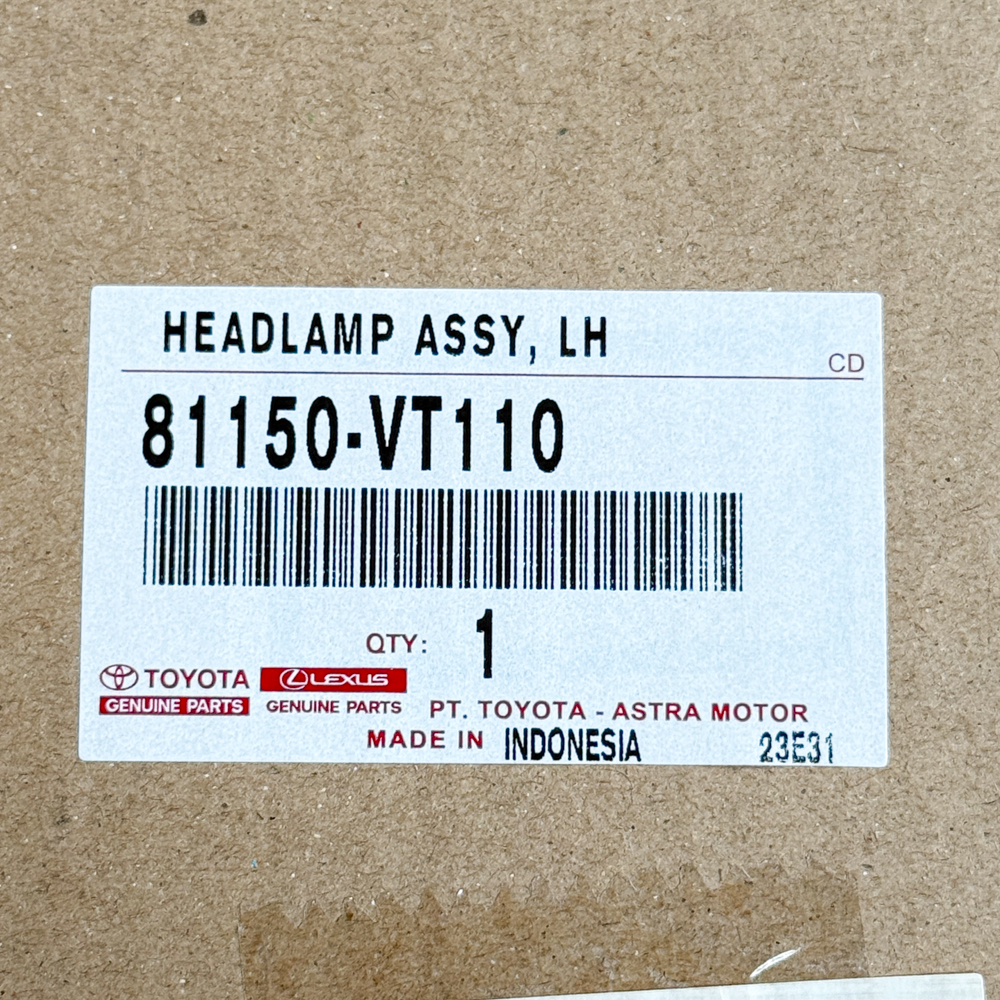 HEADLAMP ASSY, LH
CD
81150-VT110
QTY: 1
TOYOTA LEXUS
GENUINE PARTS GENUINE PARTS PT. TOYOTA - ASTRA MOTOR
MADE IN INDONESIA 23E31